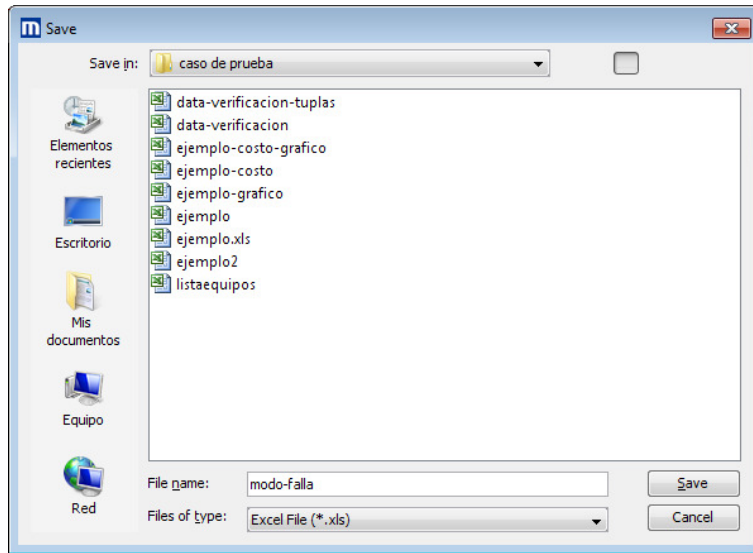 m Save
Save in: caso de prueba
Elementos
recientes
Escritorio
Mis
documentos
Equipo
Red
data-verificacion-tuplas
data-verificacion
ejemplo-costo-grafico
ejemplo-costo
ejemplo-grafico
ejemplo
ejemplo.xls
ejemplo2
listaequipos
File name: modo-falla Save
Files of type: Excel File (*.xls) Cancel